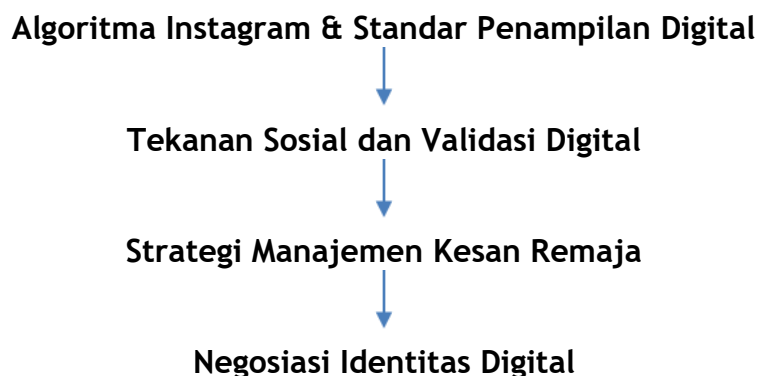 Algoritma Instagram & Standar Penampilan Digital
Tekanan Sosial dan Validasi Digital
Strategi Manajemen Kesan Remaja
Negosiasi Identitas Digital